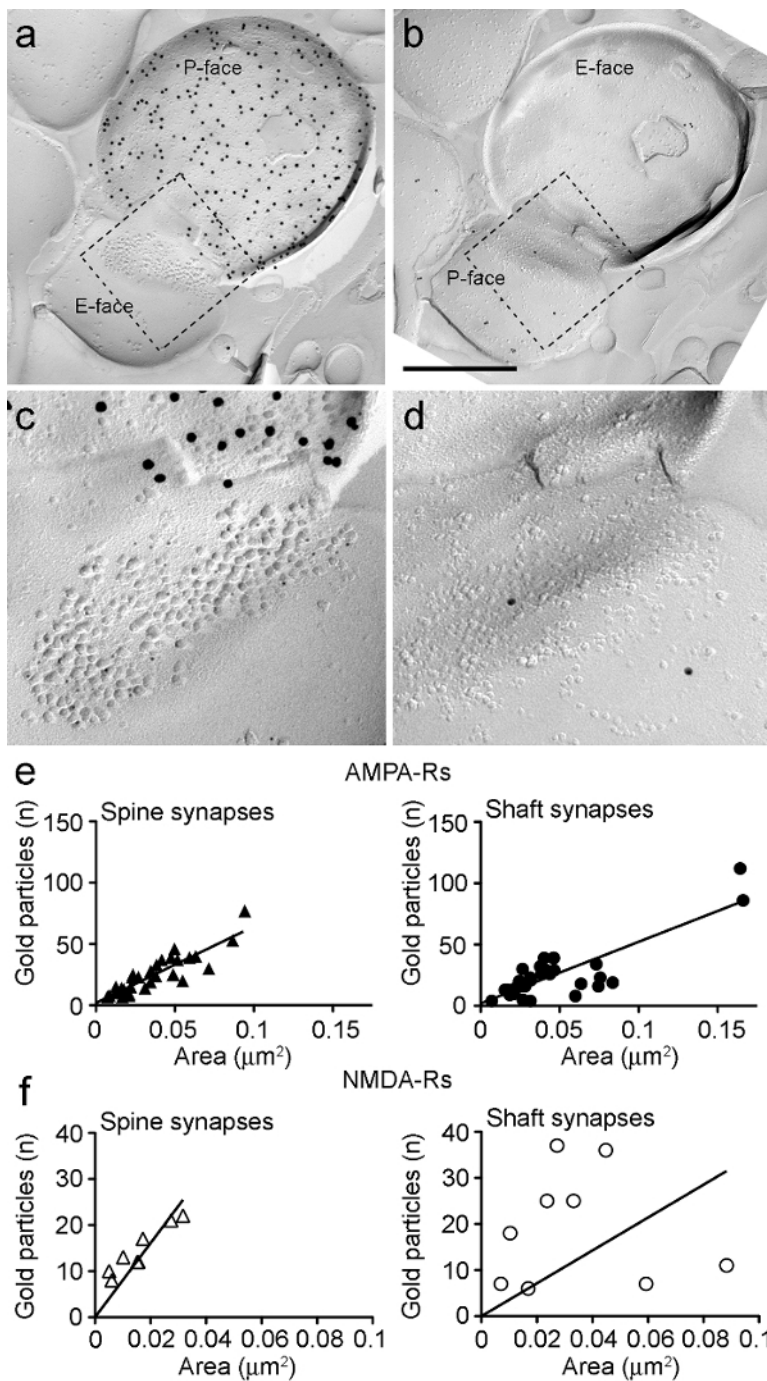 a
P-face
E-face
b
E-face
P-face
c
d
e
AMPA-Rs
Spine synapses
Gold particles (n)
150
100
50
0
0 0.05 0.10 0.15
Area (μm²)
Shaft synapses
Gold particles (n)
150
100
50
0
0 0.05 0.10 0.15
Area (μm²)
f
NMDA-Rs
Spine synapses
Gold particles (n)
40
30
20
10
0
0 0.02 0.04 0.06 0.08 0.1
Area (μm²)
Shaft synapses
Gold particles (n)
40
30
20
10
0
0 0.02 0.04 0.06 0.08 0.1
Area (μm²)